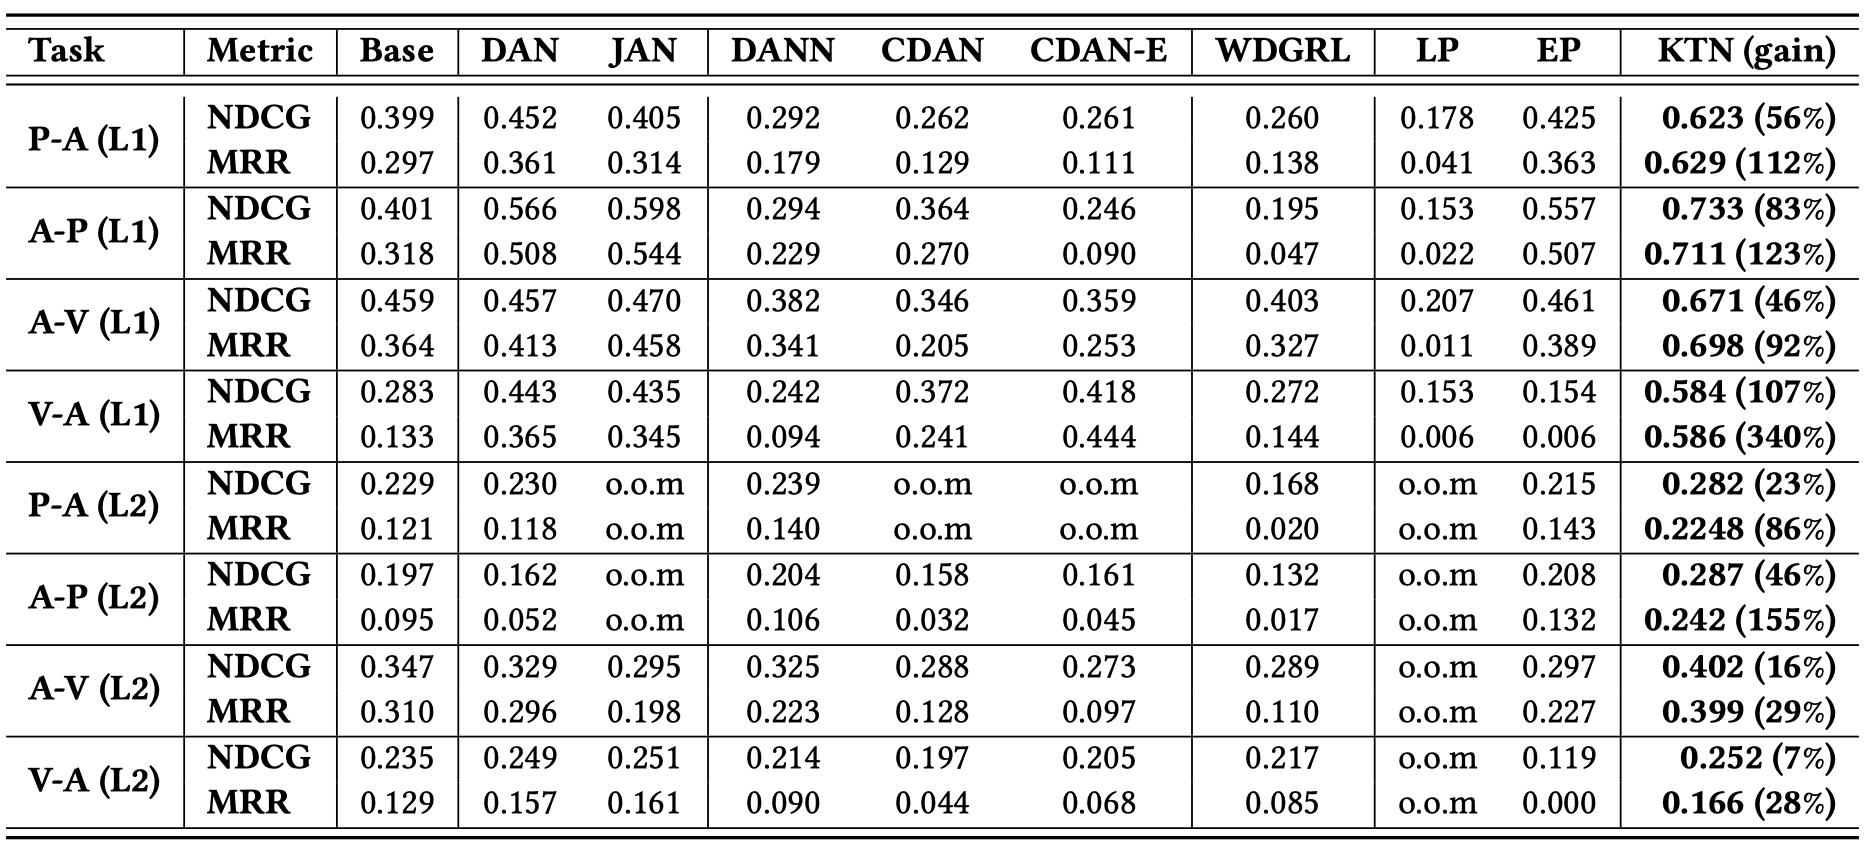 Task Metric Base DAN JAN DANN CDAN CDAN-E WDGRL LP EP KTN (gain)
P-A (L1) NDCG 0.399 0.452 0.405 0.292 0.262 0.261 0.260 0.178 0.425 0.623 (56%)
MRR 0.297 0.361 0.314 0.179 0.129 0.111 0.138 0.041 0.363 0.629 (112%)
A-P (L1) NDCG 0.401 0.566 0.598 0.294 0.364 0.246 0.195 0.153 0.557 0.733 (83%)
MRR 0.318 0.508 0.544 0.229 0.270 0.090 0.047 0.022 0.507 0.711 (123%)
A-V (L1) NDCG 0.459 0.457 0.470 0.382 0.346 0.359 0.403 0.207 0.461 0.671 (46%)
MRR 0.364 0.413 0.458 0.341 0.205 0.253 0.327 0.011 0.389 0.698 (92%)
V-A (L1) NDCG 0.283 0.443 0.435 0.242 0.372 0.418 0.272 0.153 0.154 0.584 (107%)
MRR 0.133 0.365 0.345 0.094 0.241 0.444 0.144 0.006 0.006 0.586 (340%)
P-A (L2) NDCG 0.229 0.230 o.o.m 0.239 o.o.m o.o.m 0.168 o.o.m 0.215 0.282 (23%)
MRR 0.121 0.118 o.o.m 0.140 o.o.m o.o.m 0.020 o.o.m 0.143 0.2248 (86%)
A-P (L2) NDCG 0.197 0.162 o.o.m 0.204 0.158 0.161 0.132 o.o.m 0.208 0.287 (46%)
MRR 0.095 0.052 o.o.m 0.106 0.032 0.045 0.017 o.o.m 0.132 0.242 (155%)
A-V (L2) NDCG 0.347 0.329 0.295 0.325 0.288 0.273 0.289 o.o.m 0.297 0.402 (16%)
MRR 0.310 0.296 0.198 0.223 0.128 0.097 0.110 o.o.m 0.227 0.399 (29%)
V-A (L2) NDCG 0.235 0.249 0.251 0.214 0.197 0.205 0.217 o.o.m 0.119 0.252 (7%)
MRR 0.129 0.157 0.161 0.090 0.044 0.068 0.085 o.o.m 0.000 0.166 (28%)